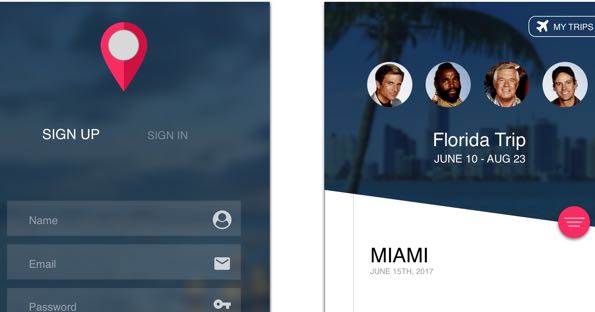 SIGN UP
SIGN IN
Name
Email
Password
MY TRIPS
Florida Trip
JUNE 10 - AUG 23
MIAMI
JUNE 15TH, 2017